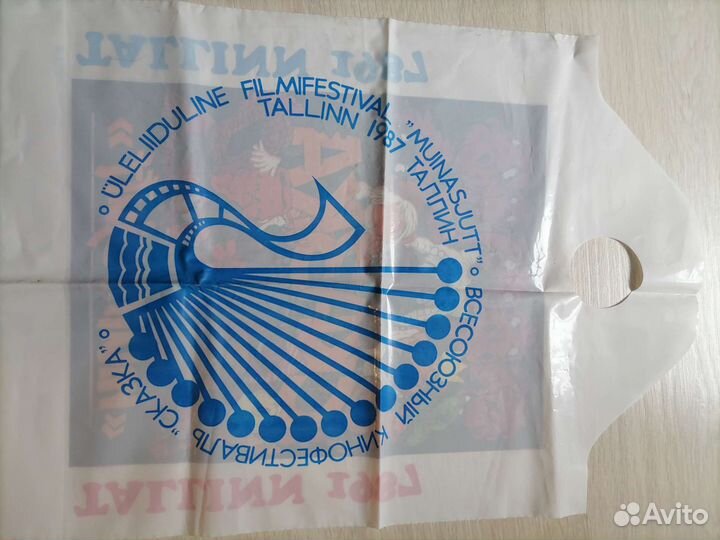 ° ÜLELIIDULINE FILMIFESTIVAL „MUINASJUTT” °
TALLINN 1987 ТАЛЛИН
ВСЕСОЮЗНЫЙ КИНОФЕСТИВАЛЬ "СКАЗКА" °
TALLINN 1987
TALLINN 1987
Avito